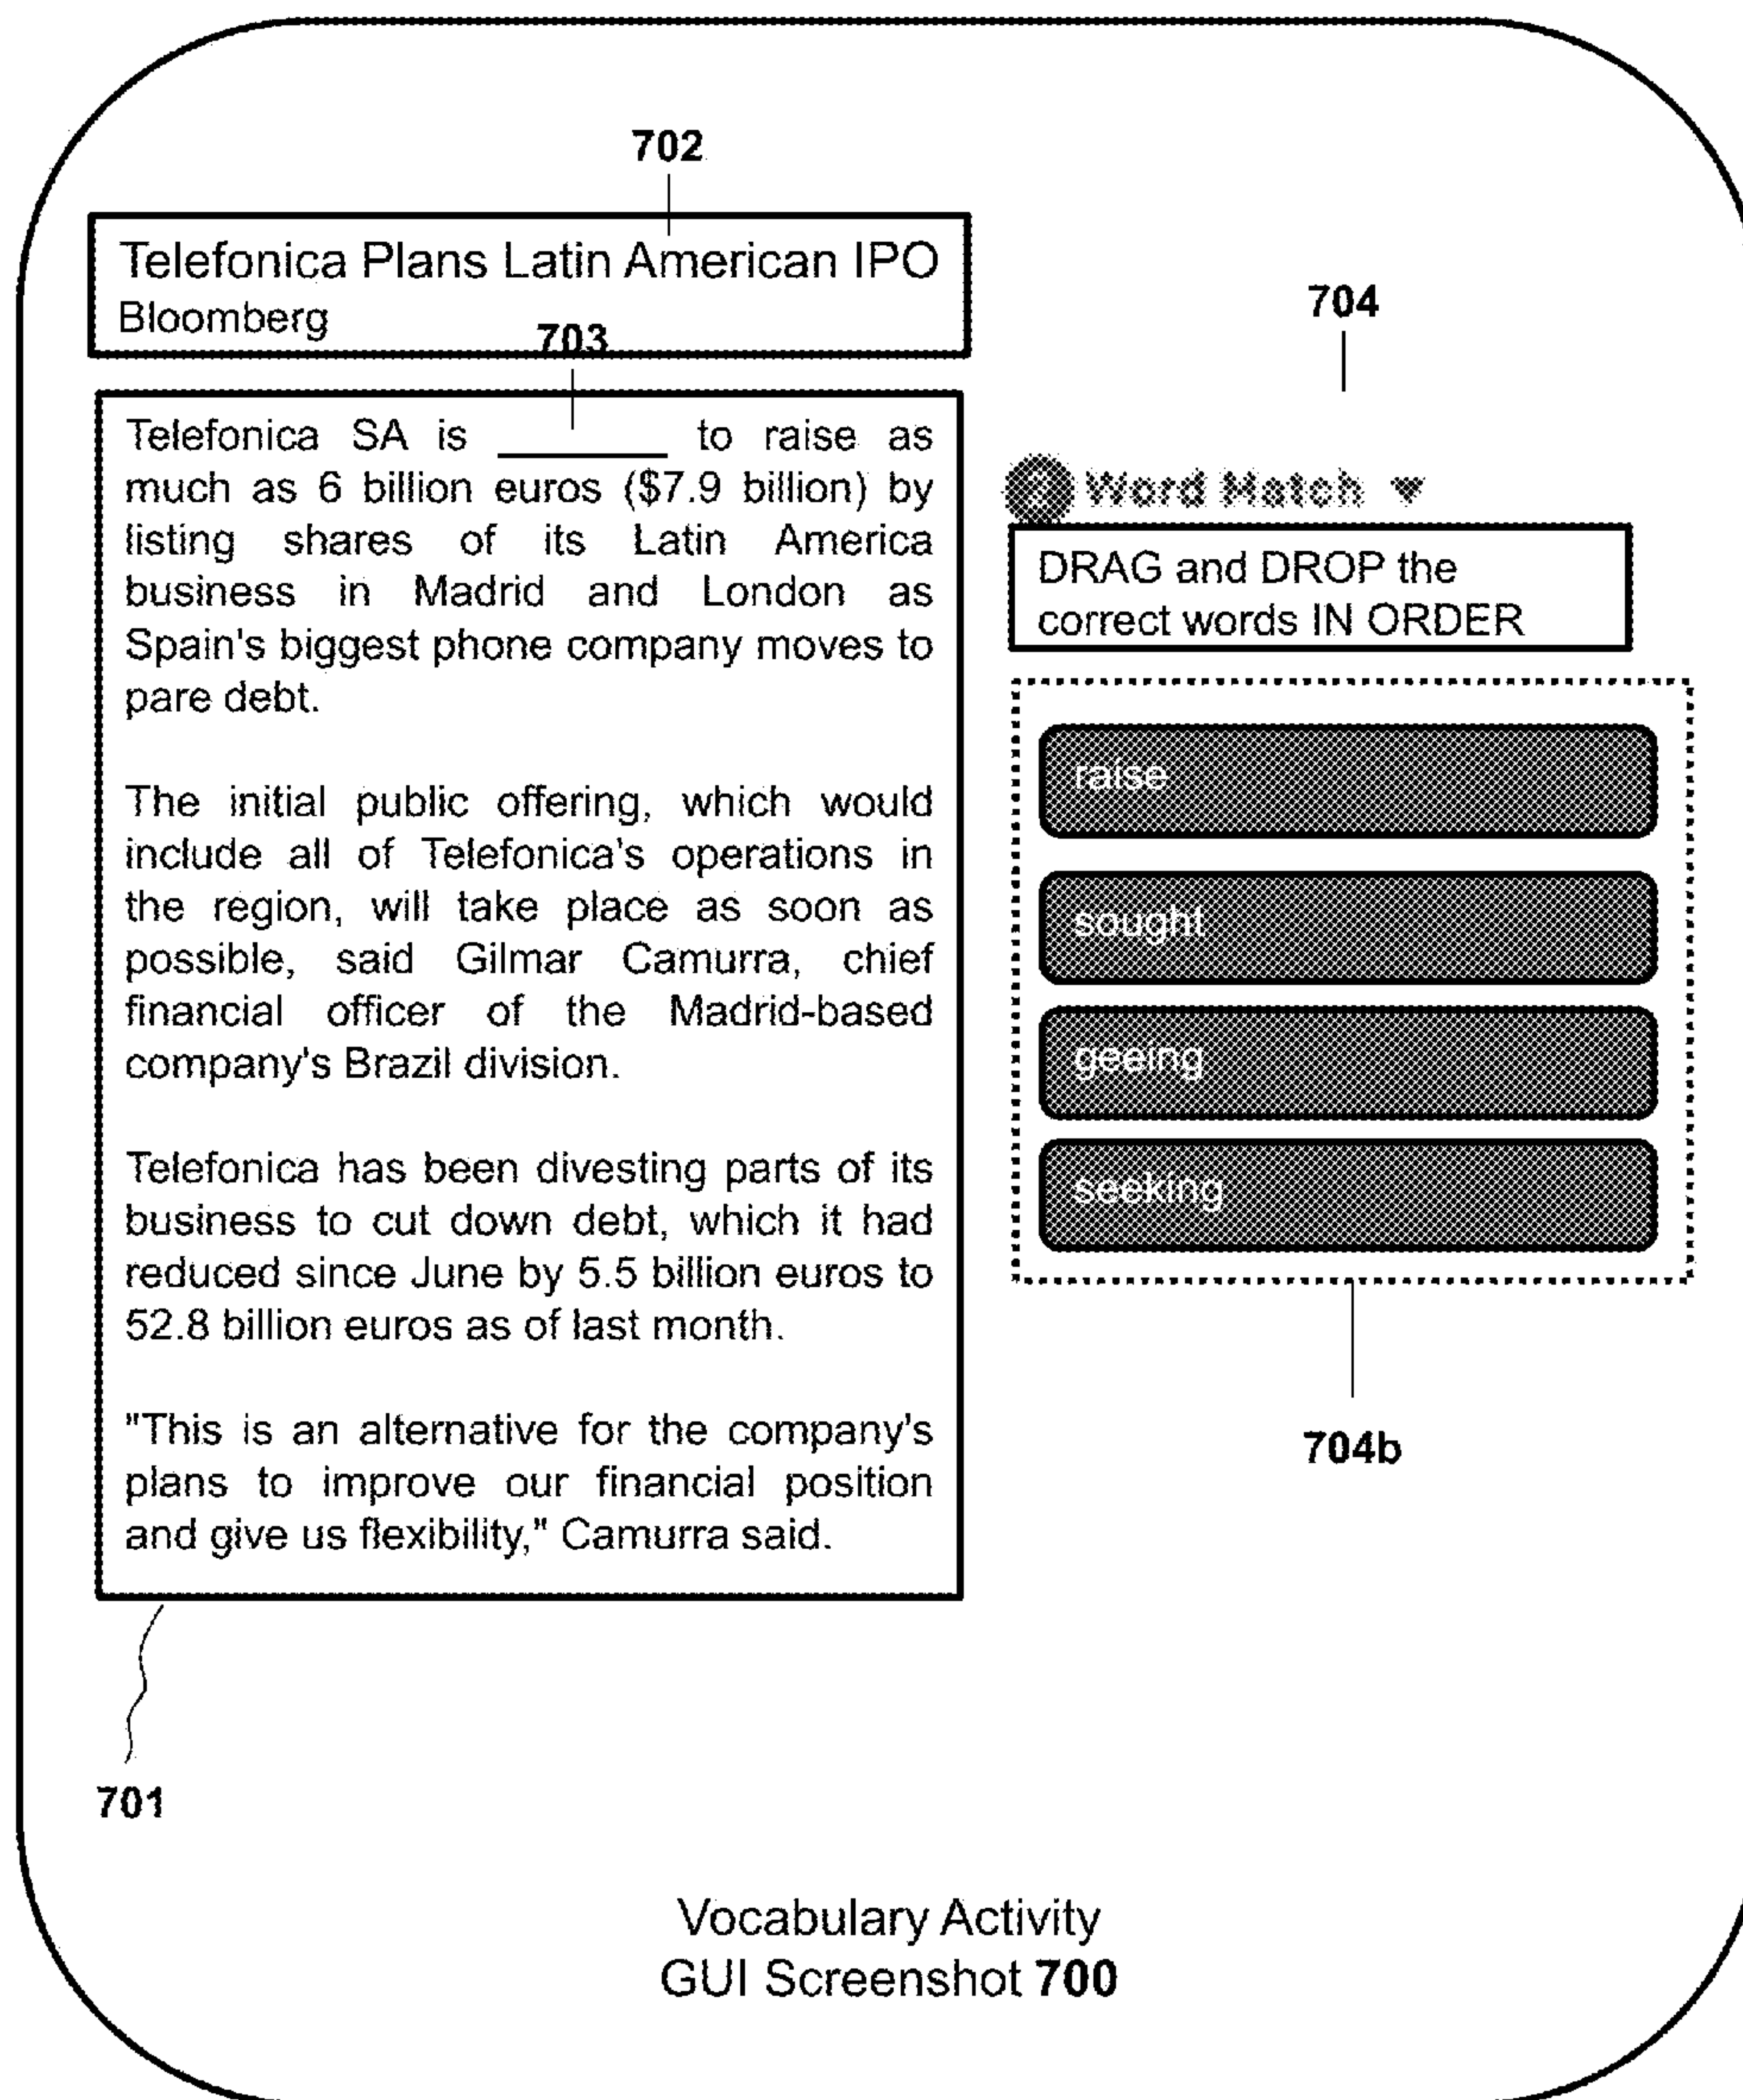 702
Telefonica Plans Latin American IPO
Bloomberg
703
Telefonica SA is ________ to raise as
much as 6 billion euros ($7.9 billion) by
listing shares of its Latin America
business in Madrid and London as
Spain's biggest phone company moves to
pare debt.
The initial public offering, which would
include all of Telefonica's operations in
the region, will take place as soon as
possible, said Gilmar Camurra, chief
financial officer of the Madrid-based
company's Brazil division.
Telefonica has been divesting parts of its
business to cut down debt, which it had
reduced since June by 5.5 billion euros to
52.8 billion euros as of last month.
"This is an alternative for the company's
plans to improve our financial position
and give us flexibility," Camurra said.
701
704
Word Match
DRAG and DROP the
correct words IN ORDER
raise
sought
geeing
seeking
704b
Vocabulary Activity
GUI Screenshot 700